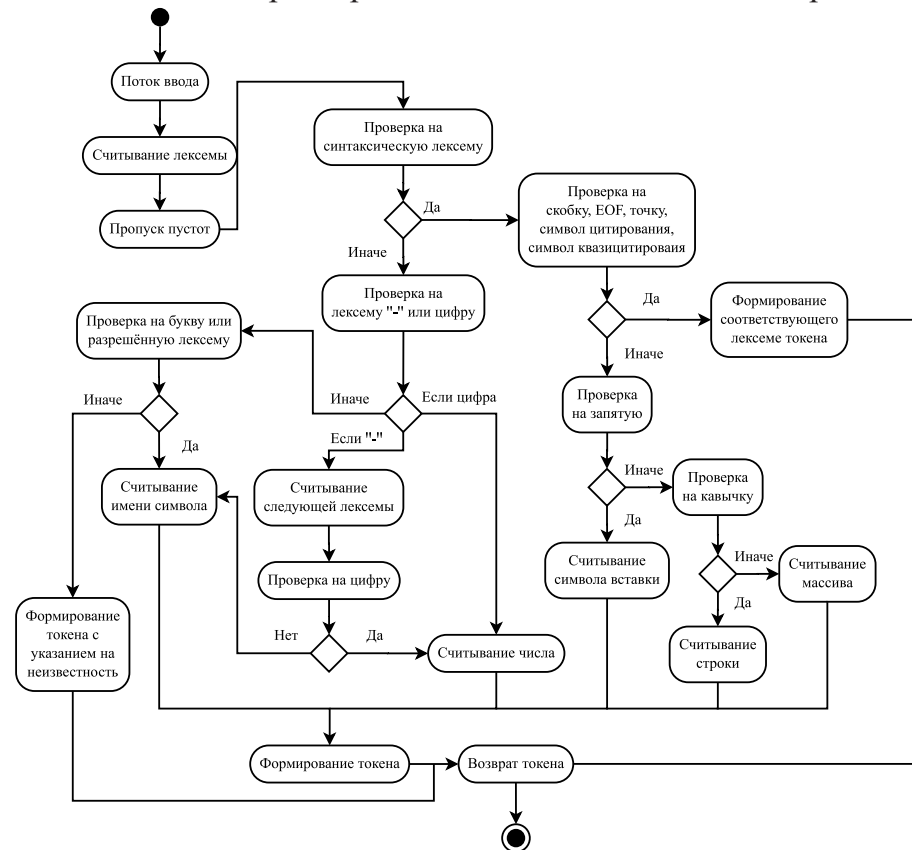 Поток ввода
Считывание лексемы
Пропуск пустот
Проверка на
синтаксическую лексему
Да
Иначе
Проверка на
скобку, EOF, точку,
символ цитирования,
символ квазицитироваия
Проверка на
лексему "-" или цифру
Да
Формирование
соответствующего
лексеме токена
Иначе
Проверка на букву или
разрешённую лексему
Проверка
на запятую
Иначе
Да
Иначе
Если цифра
Если "-"
Считывание
имени символа
Считывание
следующей лексемы
Иначе
Да
Проверка
на кавычку
Считывание
символа вставки
Иначе
Да
Считывание
массива
Проверка на цифру
Формирование
токена с
указанием на
неизвестность
Нет
Да
Считывание числа
Считывание
строки
Формирование токена
Возврат токена